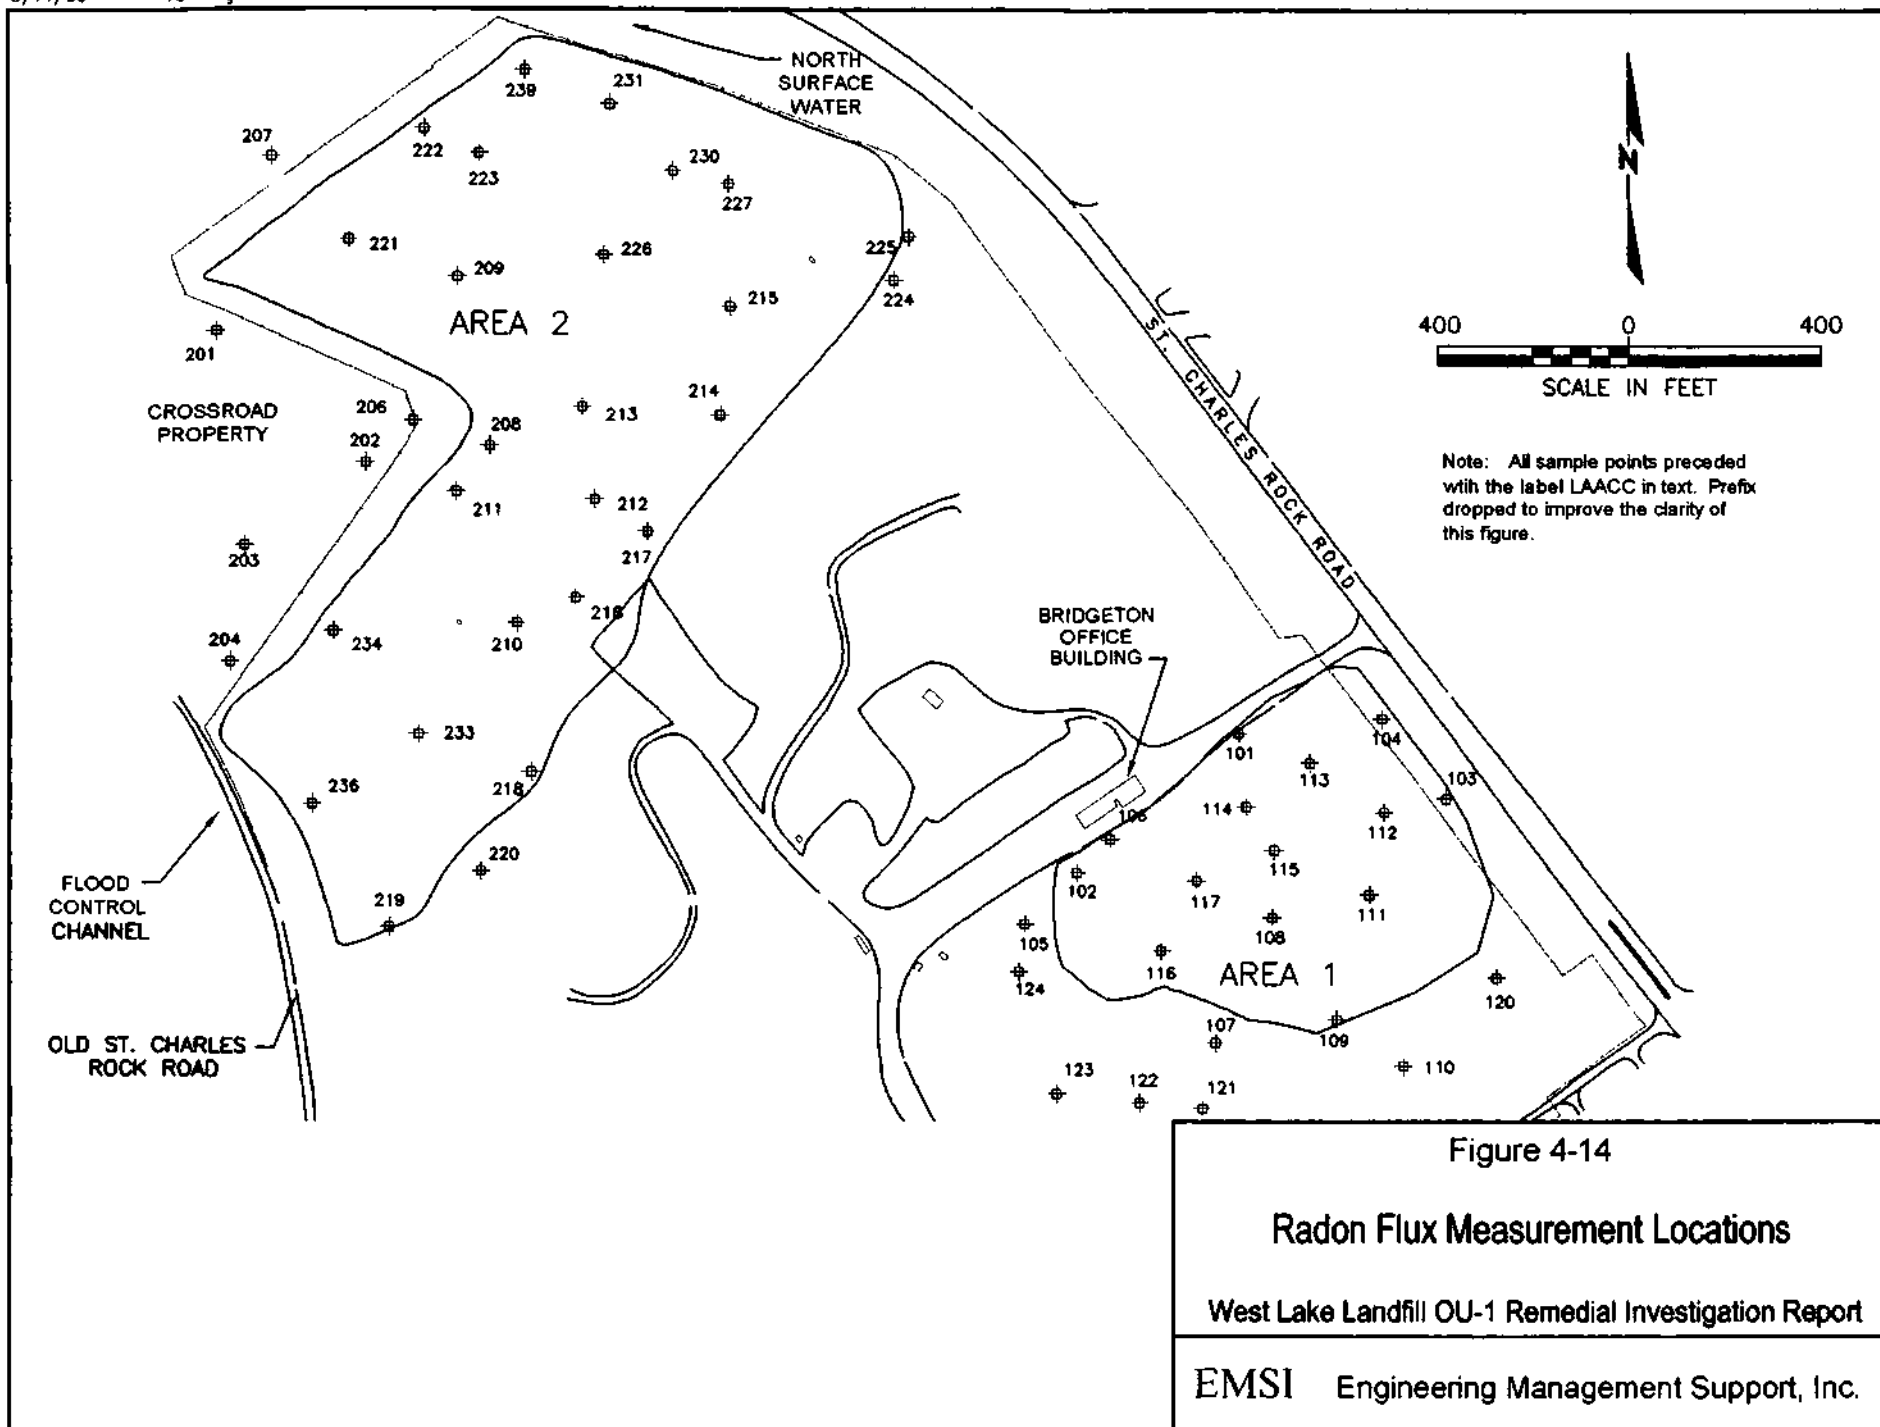 239
231
NORTH
SURFACE
WATER
207
222
223
230
227
N
221
226
225
209
224
215
AREA 2
201
400 0 400
SCALE IN FEET
ST. CHARLES ROCK ROAD
CROSSROAD
PROPERTY
206
213
214
202
208
Note: All sample points preceded
wtih the label LAACC in text. Prefix
dropped to improve the clarity of
this figure.
211
212
203
217
216
210
234
204
BRIDGETON
OFFICE
BUILDING
233
218
236
101
104
113
103
114
106
112
115
102
117
111
220
FLOOD
CONTROL
CHANNEL
219
105
108
116
AREA 1
124
120
107
109
OLD ST. CHARLES
ROCK ROAD
110
123
122
121
Figure 4-14
Radon Flux Measurement Locations
West Lake Landfill OU-1 Remedial Investigation Report
EMSI Engineering Management Support, Inc.